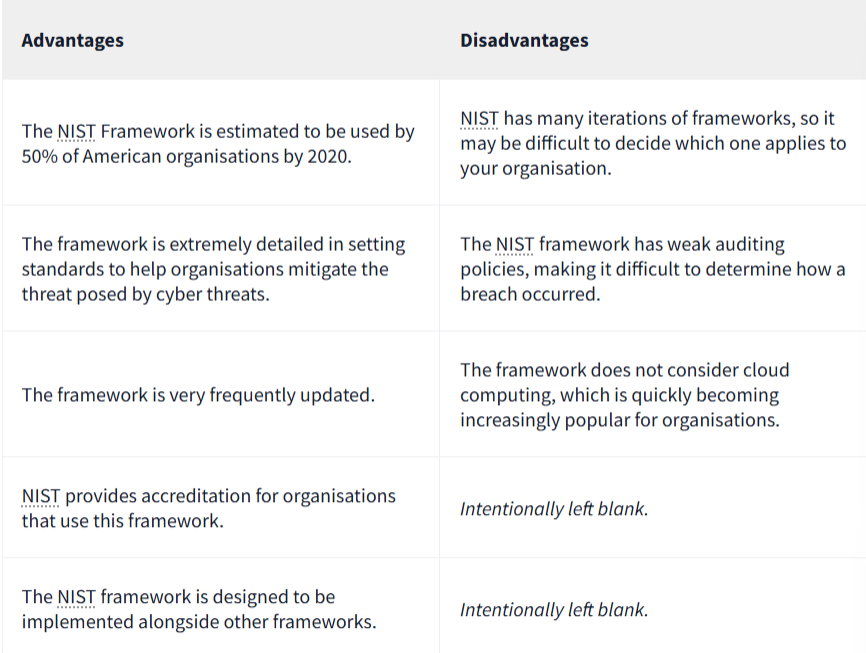 Advantages
Disadvantages
The NIST Framework is estimated to be used by
50% of American organisations by 2020.
NIST has many iterations of frameworks, so it
may be difficult to decide which one applies to
your organisation.
The framework is extremely detailed in setting
standards to help organisations mitigate the
threat posed by cyber threats.
The NIST framework has weak auditing
policies, making it difficult to determine how a
breach occurred.
The framework is very frequently updated.
The framework does not consider cloud
computing, which is quickly becoming
increasingly popular for organisations.
NIST provides accreditation for organisations
that use this framework.
Intentionally left blank.
The NIST framework is designed to be
implemented alongside other frameworks.
Intentionally left blank.